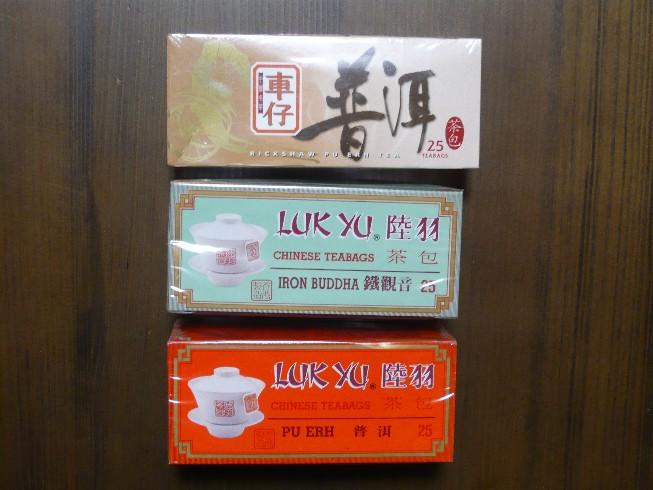 車仔
普洱
茶包
25
TEABAGS
RICKSHAW PU ERH TEA
LUK YU® 陸羽
CHINESE TEABAGS 茶包
IRON BUDDHA 鐵觀音 25
LUK YU® 陸羽
CHINESE TEABAGS 茶包
PU ERH 普洱 25